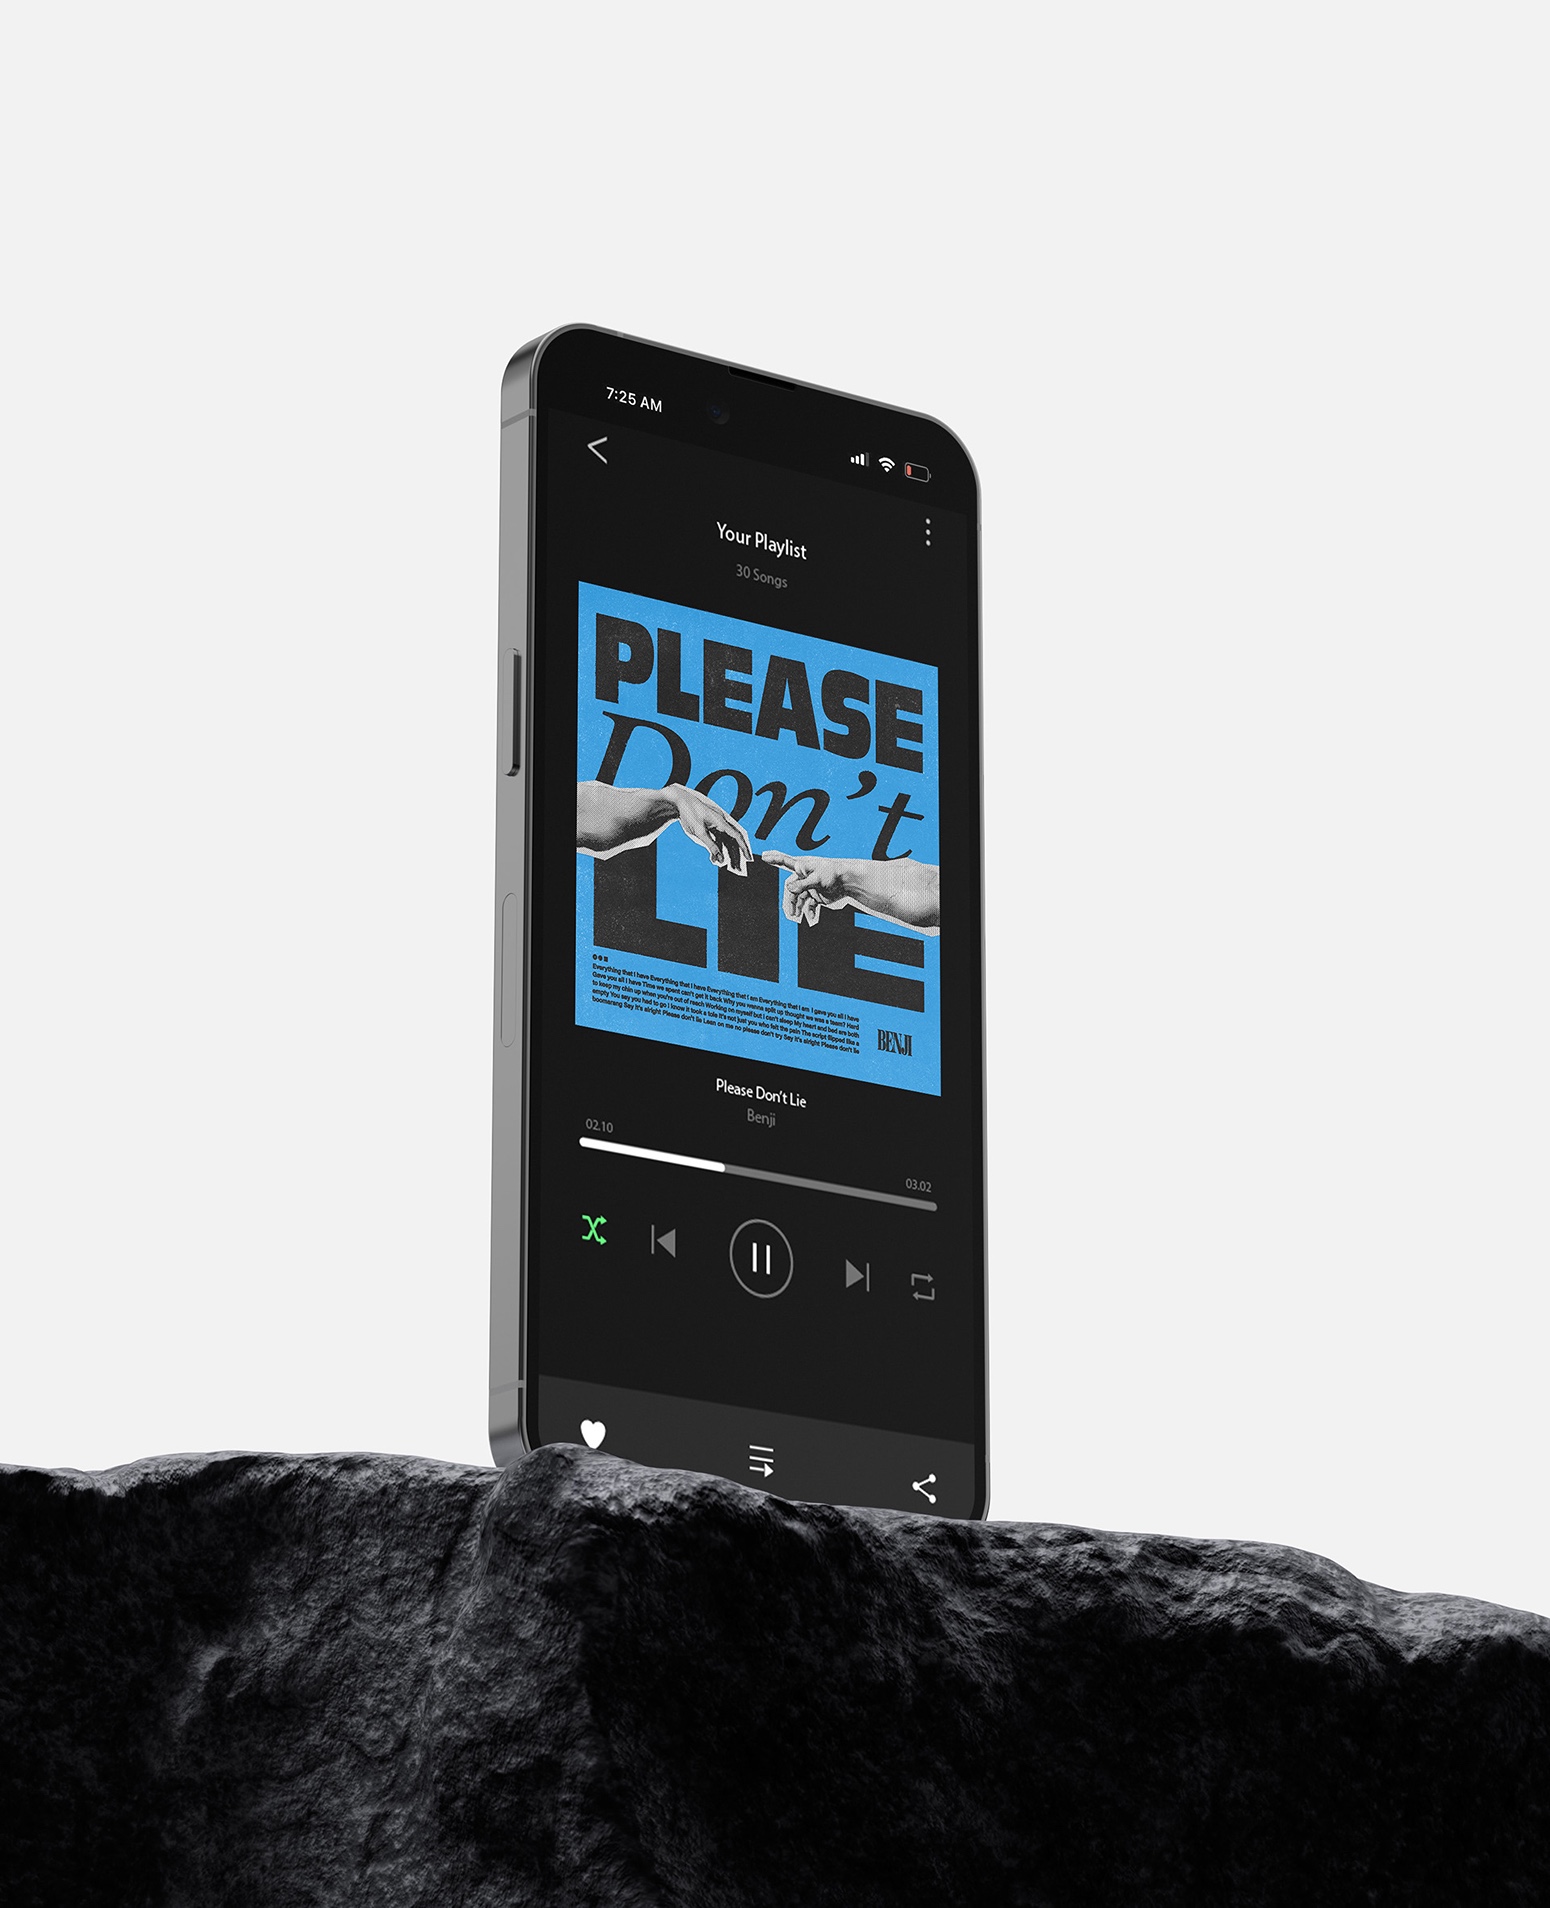 7:25 AM
Your Playlist
30 Songs
PLEASE
Don't
LIE
Everything that I have Everything that I have Everything that I am Everything that I am I gave you all I have
Gave you all I have Time we spent can't get it back Why you wanna split up thought we was a team? Hard
to keep my chin up when you're out of reach Working on myself but I can't sleep My heart and bed are both
empty You say you had to go I know it took a tole It's not just you who felt the pain The script flipped like a
boomarang Say it's alright Please don't lie Lean on me no please don't try Say it's alright Please don't lie
BENJI
Please Don't Lie
Benji
02.10
03.02